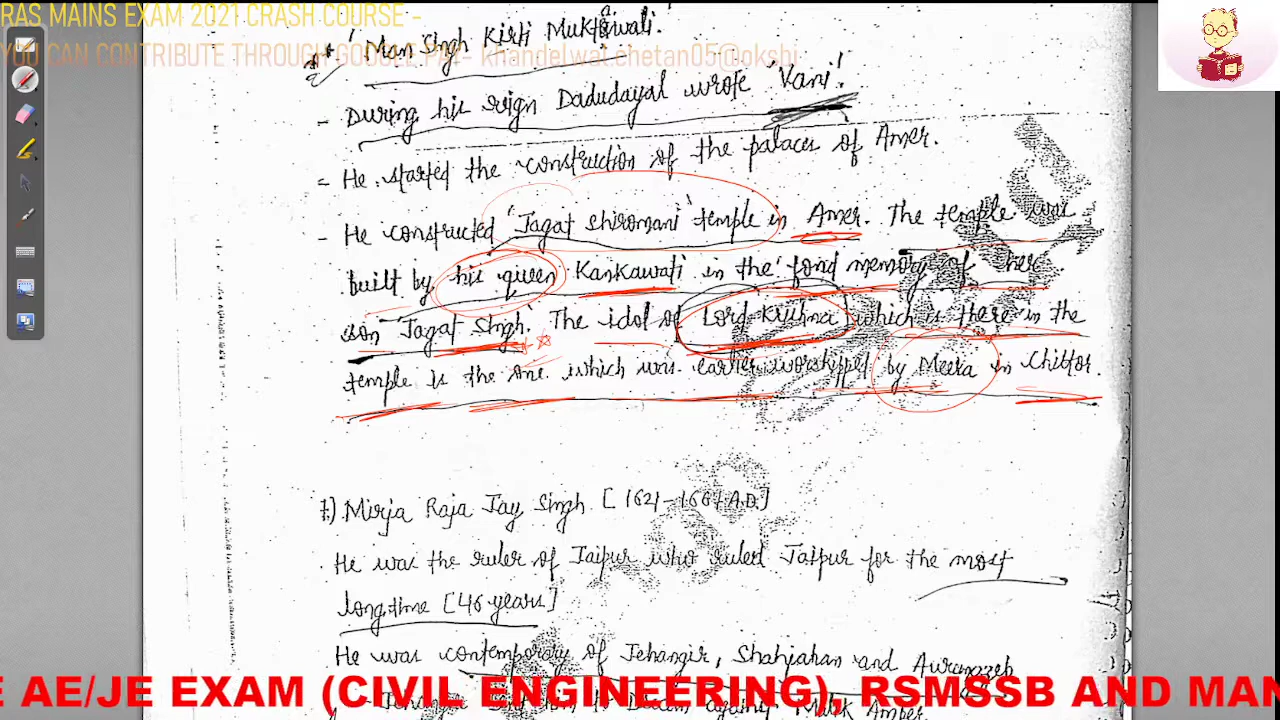 RAS MAINS EXAM 2021 CRASH COURSE -
YOU CAN CONTRIBUTE THROUGH GOOGLE PAY- khandelwal.chetan05@okshi
'Man Singh Kirti Muktawali.
- During his reign Dadudayal wrote 'Vani'.
- He started the construction of the palaces of Amer.
- He constructed 'Jagat Shiromani' temple in Amer. The temple was
built by his queen Kankawati in the fond memory of her
son 'Jagat Singh. The idol of Lord Krishna which is there in the
temple is the one which was earlier worshipped by Meera in Chittor.
7.) Mirja Raja Jay Singh [1621-1667 A.D.]
He was the ruler of Jaipur who ruled Jaipur for the most
longtime [46 years]
He was contemporary of Jehangir, Shahjahan and Aurangzeb
E AE/JE EXAM (CIVIL ENGINEERING), RSMSSB AND MAN